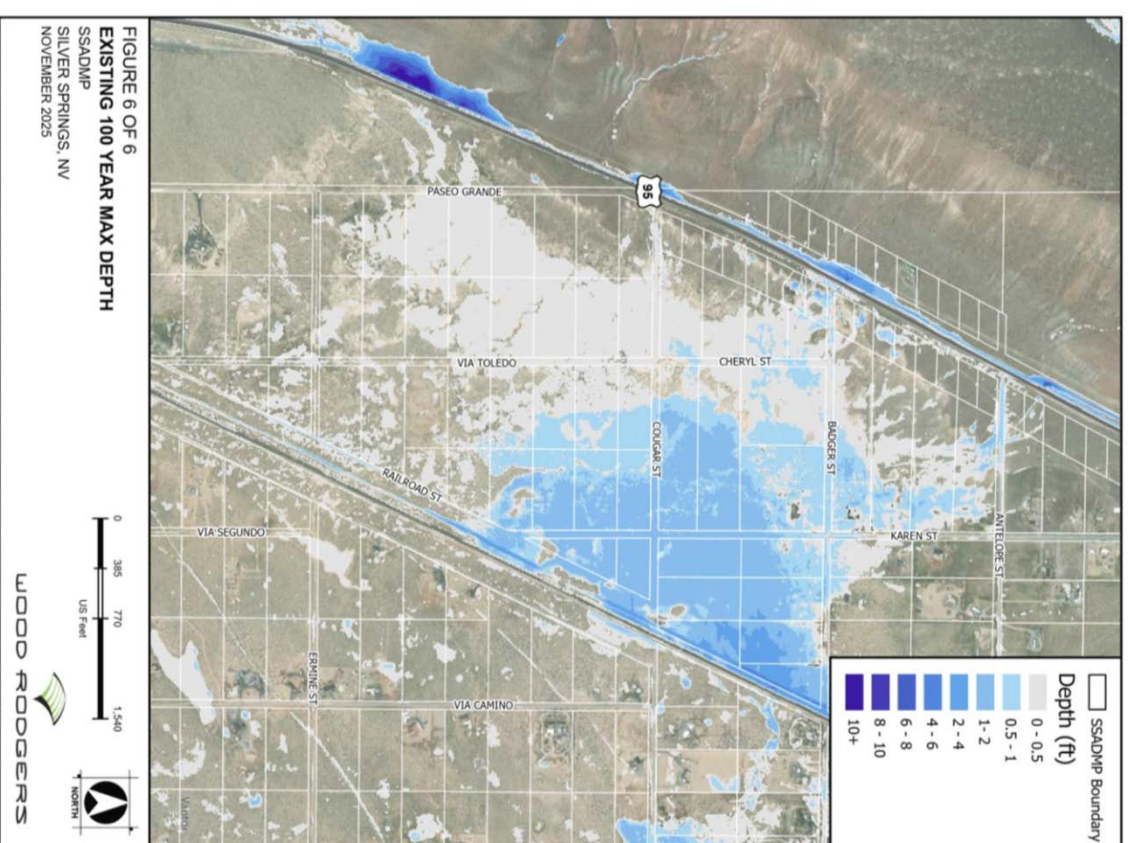 FIGURE 6 OF 6
EXISTING 100 YEAR MAX DEPTH
SSADMP
SILVER SPRINGS, NV
NOVEMBER 2025
0 385 770 1,540
US Feet
WOOD RODGERS
NORTH
SSADMP Boundary
Depth (ft)
0 - 0.5
0.5 - 1
1 - 2
2 - 4
4 - 6
6 - 8
8 - 10
10+
95
PASEO GRANDE
VIA TOLEDO
CHERYL ST
COUGAR ST
BADGER ST
RAILROAD ST
VIA SEGUNDO
KAREN ST
ANTELOPE ST
ERMINE ST
VIA CAMINO